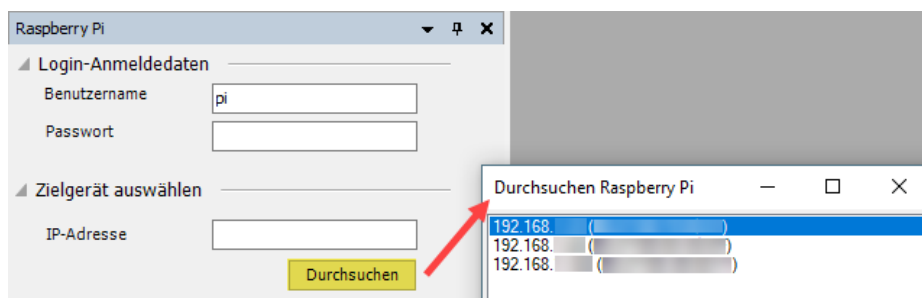 Raspberry Pi
Login-Anmeldedaten
Benutzername
pi
Passwort
Zielgerät auswählen
IP-Adresse
Durchsuchen
Durchsuchen Raspberry Pi
192.168.
192.168.
192.168.